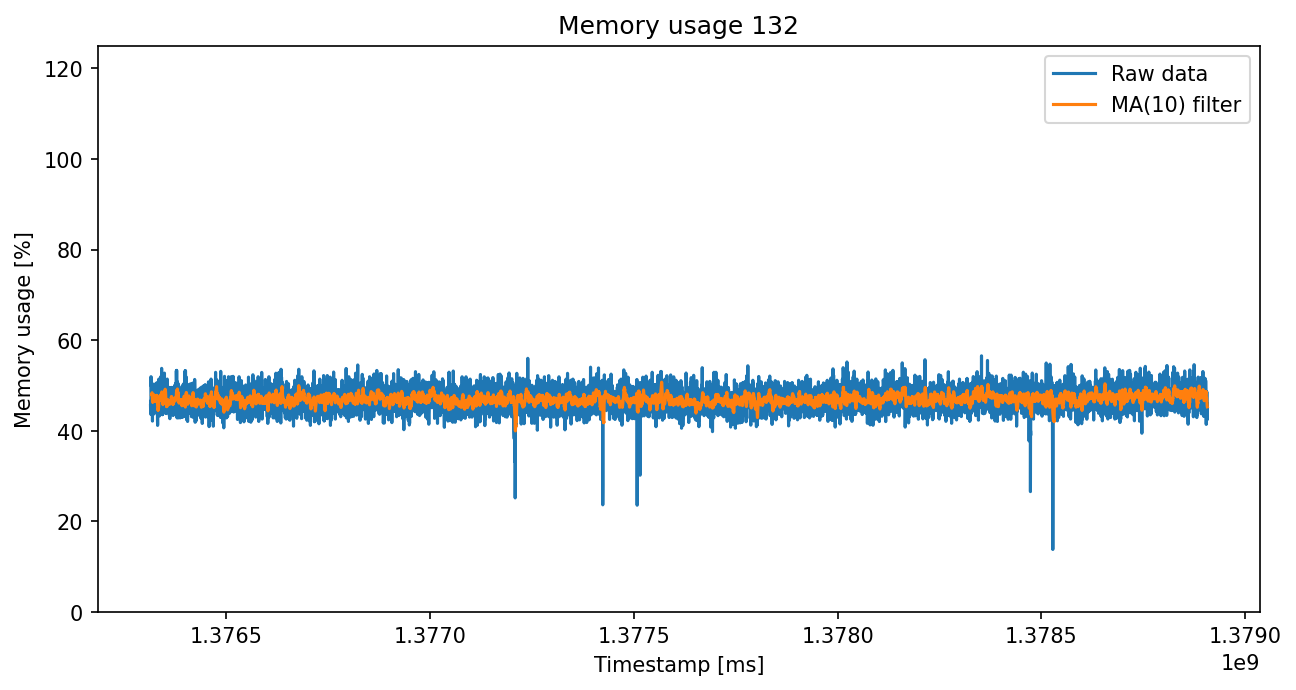 Memory usage 132
Raw data
MA(10) filter
Memory usage [%]
120
100
80
60
40
20
0
1.3765 1.3770 1.3775 1.3780 1.3785 1.3790
1e9
Timestamp [ms]